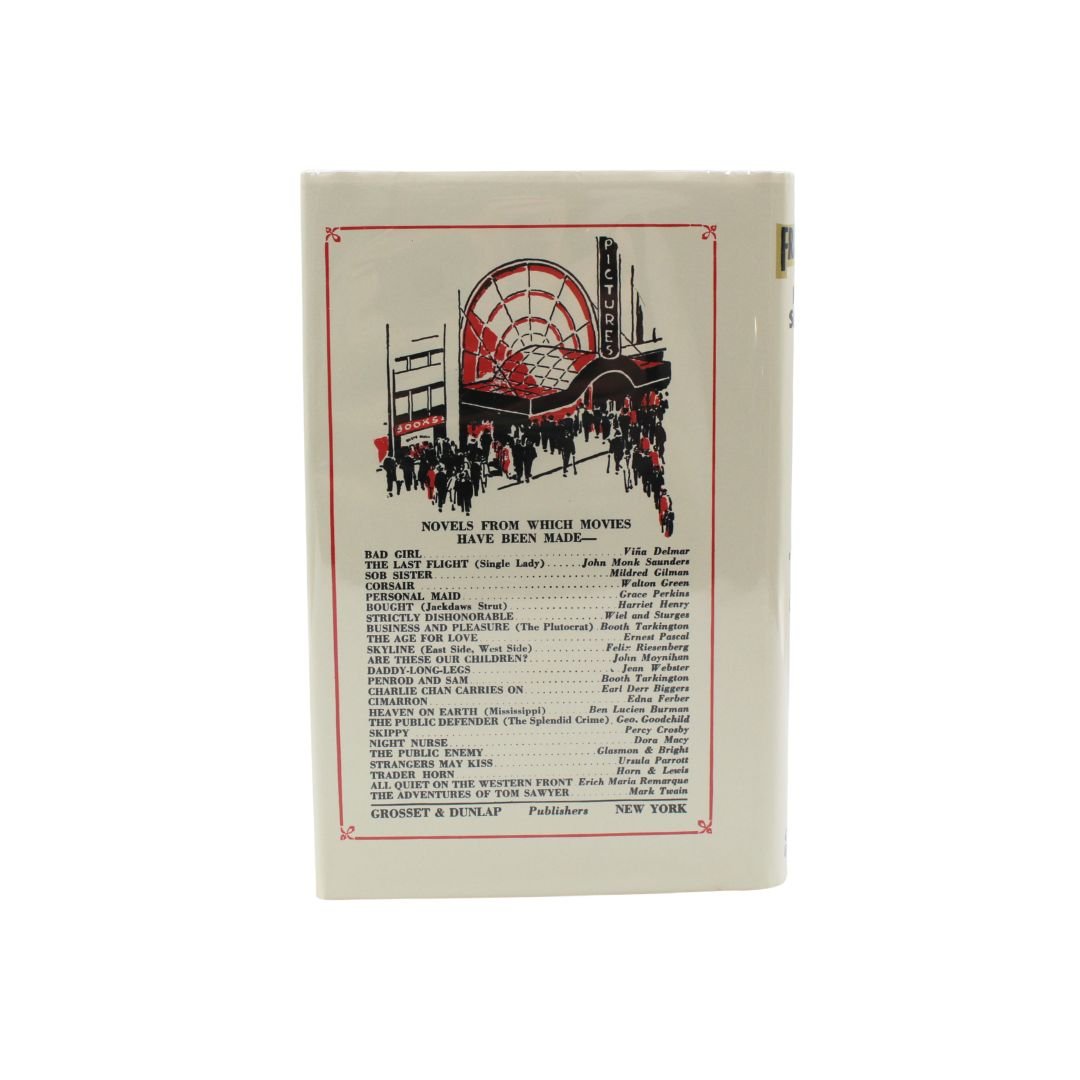 PICTURES
BOOKS
NOVELS FROM WHICH MOVIES
HAVE BEEN MADE—
BAD GIRL Viña Delmar
THE LAST FLIGHT (Single Lady) John Monk Saunders
SOB SISTER Mildred Gilman
CORSAIR Walton Green
PERSONAL MAID Grace Perkins
BOUGHT (Jackdaws Strut) Harriet Henry
STRICTLY DISHONORABLE Wiel and Sturges
BUSINESS AND PLEASURE (The Plutocrat) Booth Tarkington
THE AGE FOR LOVE Ernest Pascal
SKYLINE (East Side, West Side) Felix Riesenberg
ARE THESE OUR CHILDREN? John Moynihan
DADDY-LONG-LEGS Jean Webster
PENROD AND SAM Booth Tarkington
CHARLIE CHAN CARRIES ON Earl Derr Biggers
CIMARRON Edna Ferber
HEAVEN ON EARTH (Mississippi) Ben Lucien Burman
THE PUBLIC DEFENDER (The Splendid Crime) Geo. Goodchild
SKIPPY Percy Crosby
NIGHT NURSE Dora Macy
THE PUBLIC ENEMY Glasmon & Bright
STRANGERS MAY KISS Ursula Parrott
TRADER HORN Horn & Lewis
ALL QUIET ON THE WESTERN FRONT Erich Maria Remarque
THE ADVENTURES OF TOM SAWYER Mark Twain
GROSSET & DUNLAP Publishers NEW YORK